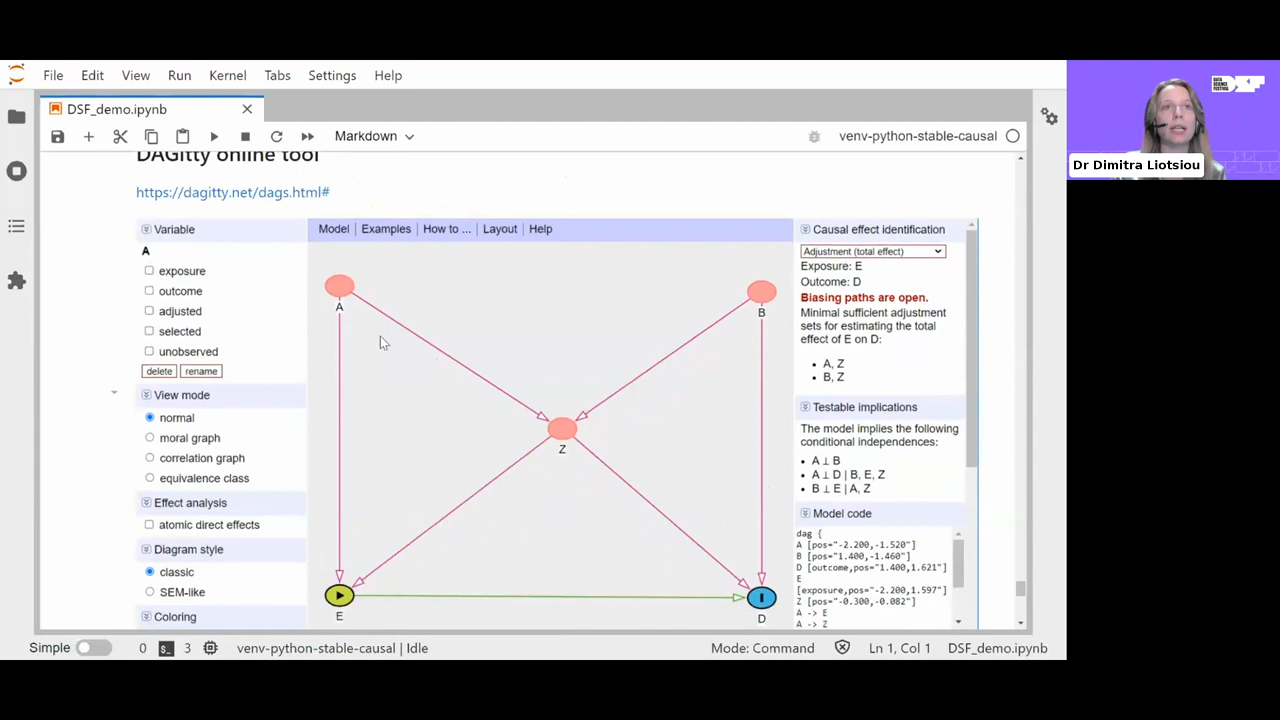 File Edit View Run Kernel Tabs Settings Help
DATA SCIENCE FESTIVAL
DSF_demo.ipynb
Dr Dimitra Liotsiou
Markdown
venv-python-stable-causal
DAGitty online tool
https://dagitty.net/dags.html#
Variable
A
exposure
outcome
adjusted
selected
unobserved
delete rename
View mode
normal
moral graph
correlation graph
equivalence class
Effect analysis
atomic direct effects
Diagram style
classic
SEM-like
Coloring
Model | Examples | How to ... | Layout | Help
A
B
Z
E
D
Causal effect identification
Adjustment (total effect)
Exposure: E
Outcome: D
Biasing paths are open.
Minimal sufficient adjustment
sets for estimating the total
effect of E on D:
• A, Z
• B, Z
Testable implications
The model implies the following
conditional independences:
• A ⊥ B
• A ⊥ D | B, E, Z
• B ⊥ E | A, Z
Model code
dag {
A [pos="-2.200,-1.520"]
B [pos="1.400,-1.460"]
D [outcome,pos="1.400,1.621"]
E
[exposure,pos="-2.200,1.597"]
Z [pos="-0.300,-0.082"]
A -> E
A -> Z
Simple 0 3 venv-python-stable-causal | Idle Mode: Command Ln 1, Col 1 DSF_demo.ipynb